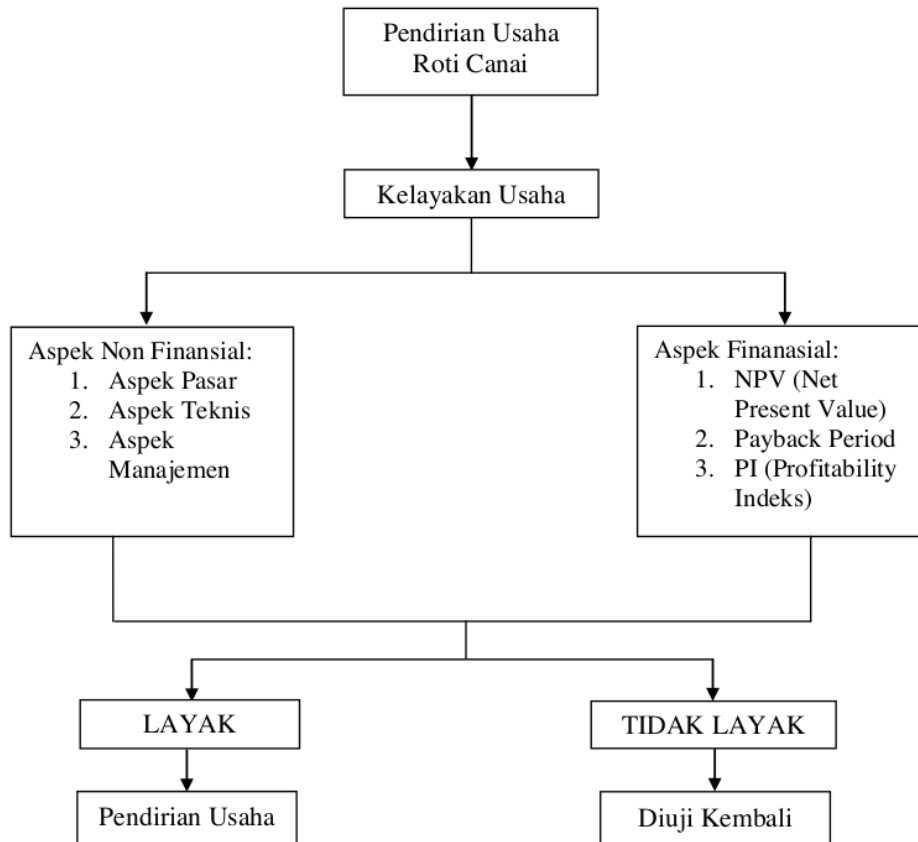 Pendirian Usaha
Roti Canai
Kelayakan Usaha
Aspek Non Finansial:
1. Aspek Pasar
2. Aspek Teknis
3. Aspek
Manajemen
Aspek Finanasial:
1. NPV (Net
Present Value)
2. Payback Period
3. PI (Profitability
Indeks)
LAYAK
TIDAK LAYAK
Pendirian Usaha
Diuji Kembali